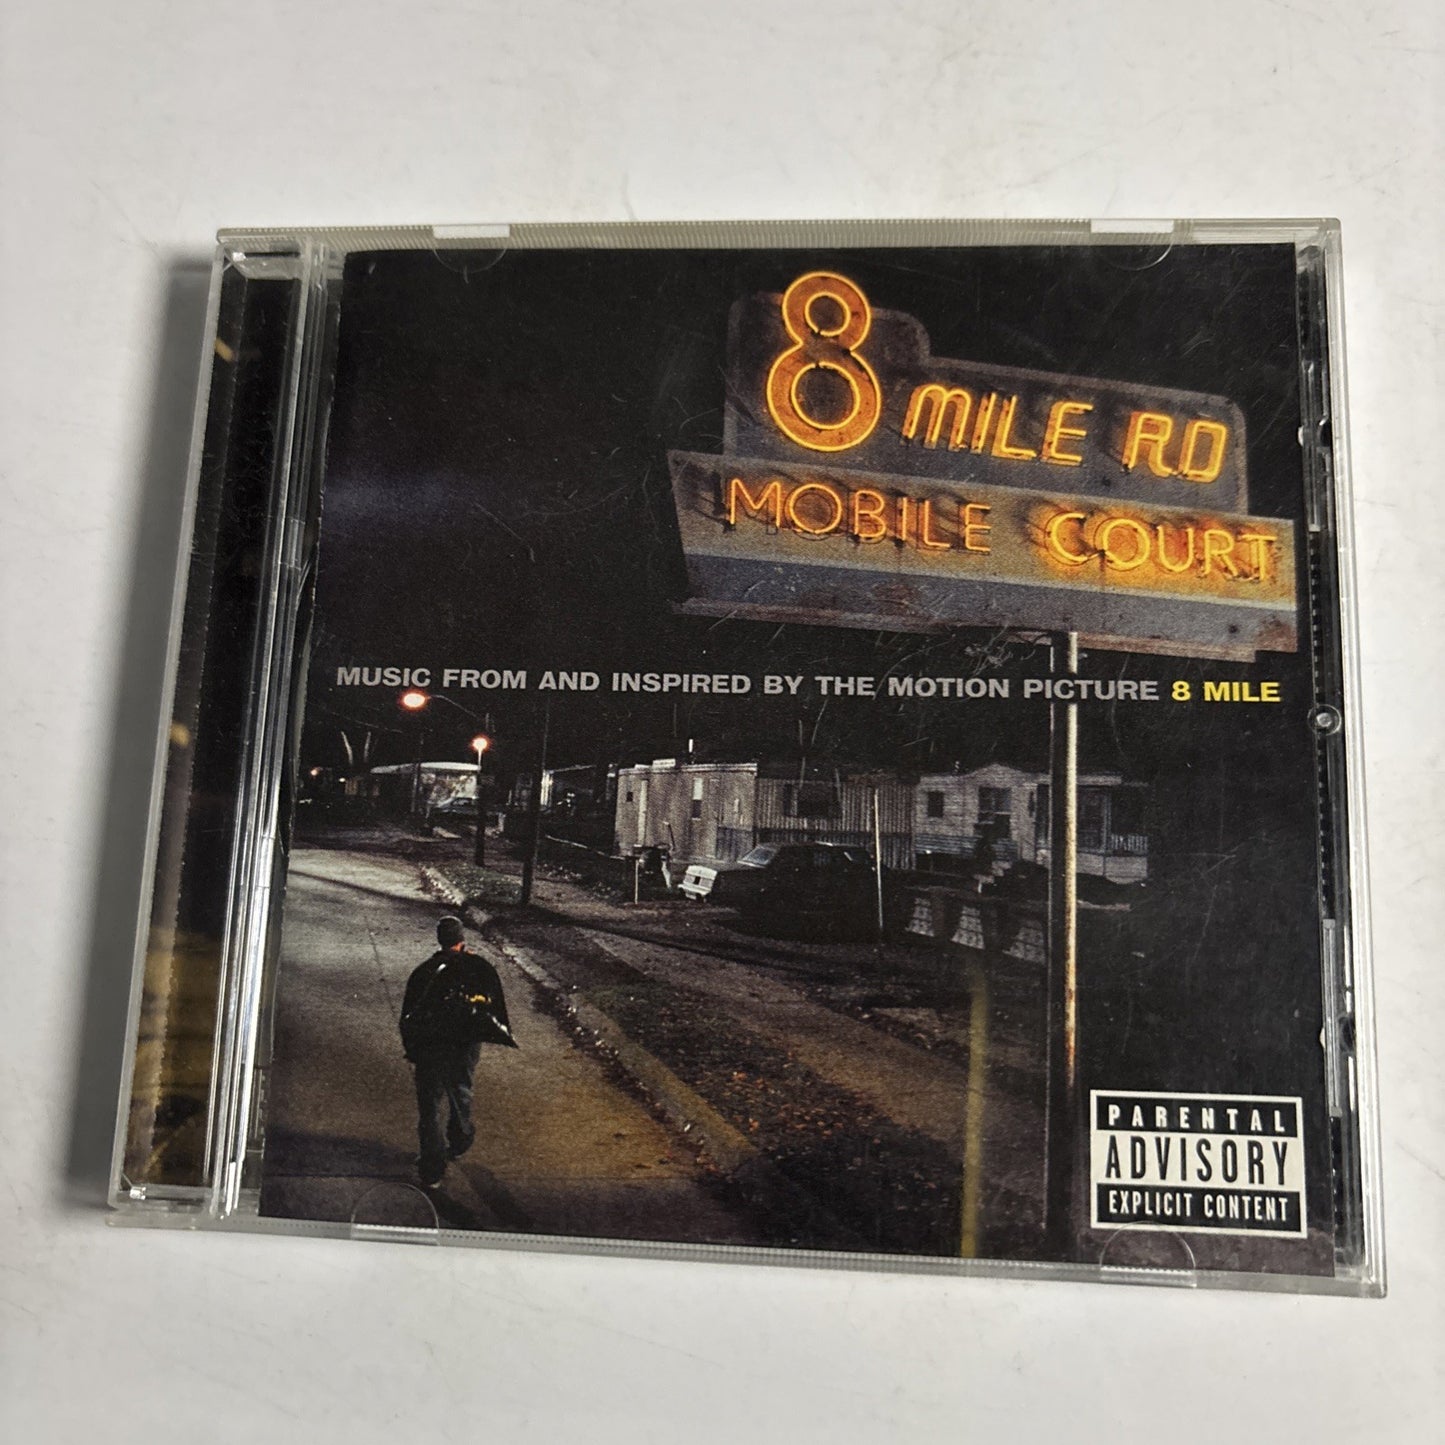 8 MILE RD
MOBILE COURT
MUSIC FROM AND INSPIRED BY THE MOTION PICTURE 8 MILE
PARENTAL
ADVISORY
EXPLICIT CONTENT